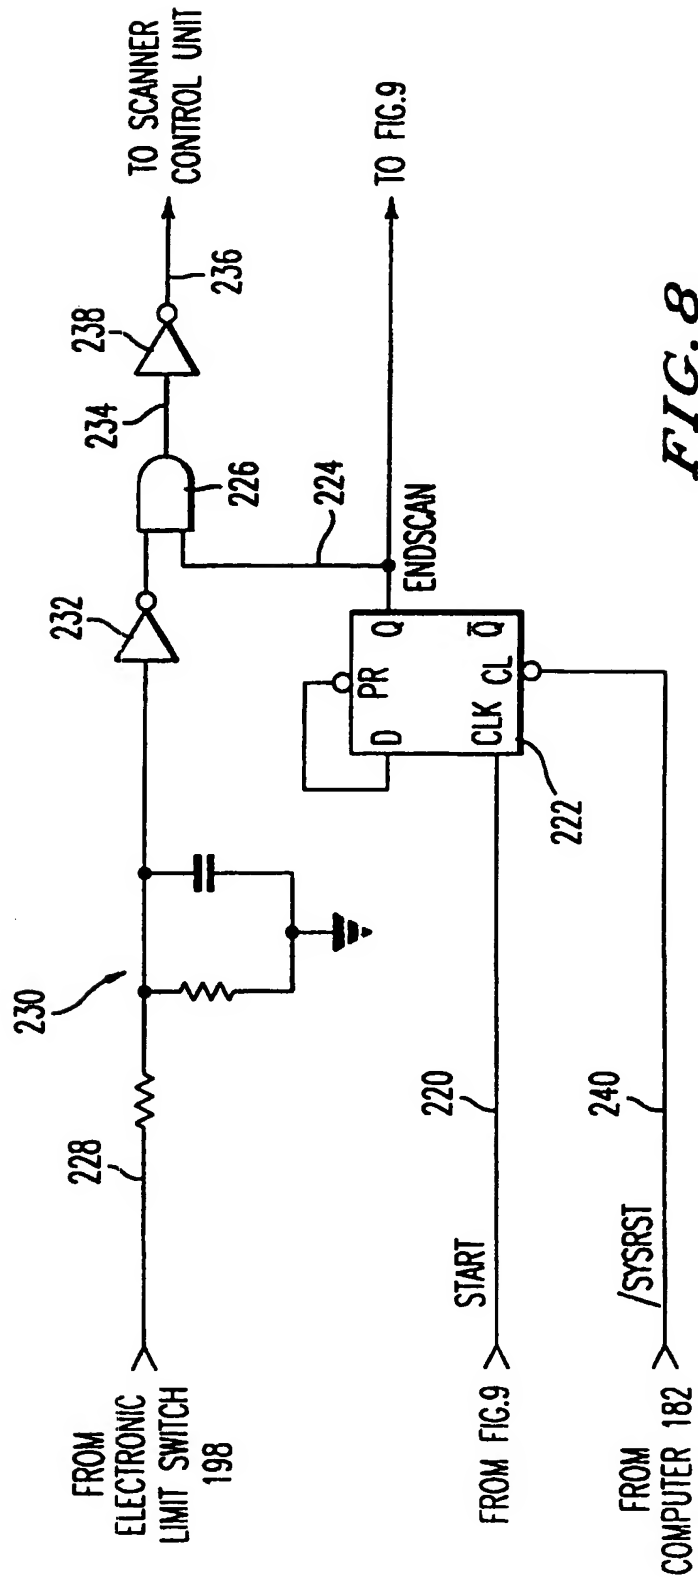 FROM
ELECTRONIC
LIMIT SWITCH
198
228
230
232
226
234
238
236
TO SCANNER
CONTROL UNIT
FROM FIG.9
START
220
D
PR
Q
CLK
CL
Q̅
222
ENDSCAN
224
TO FIG.9
FROM
COMPUTER 182
/SYSRST
240
FIG. 8